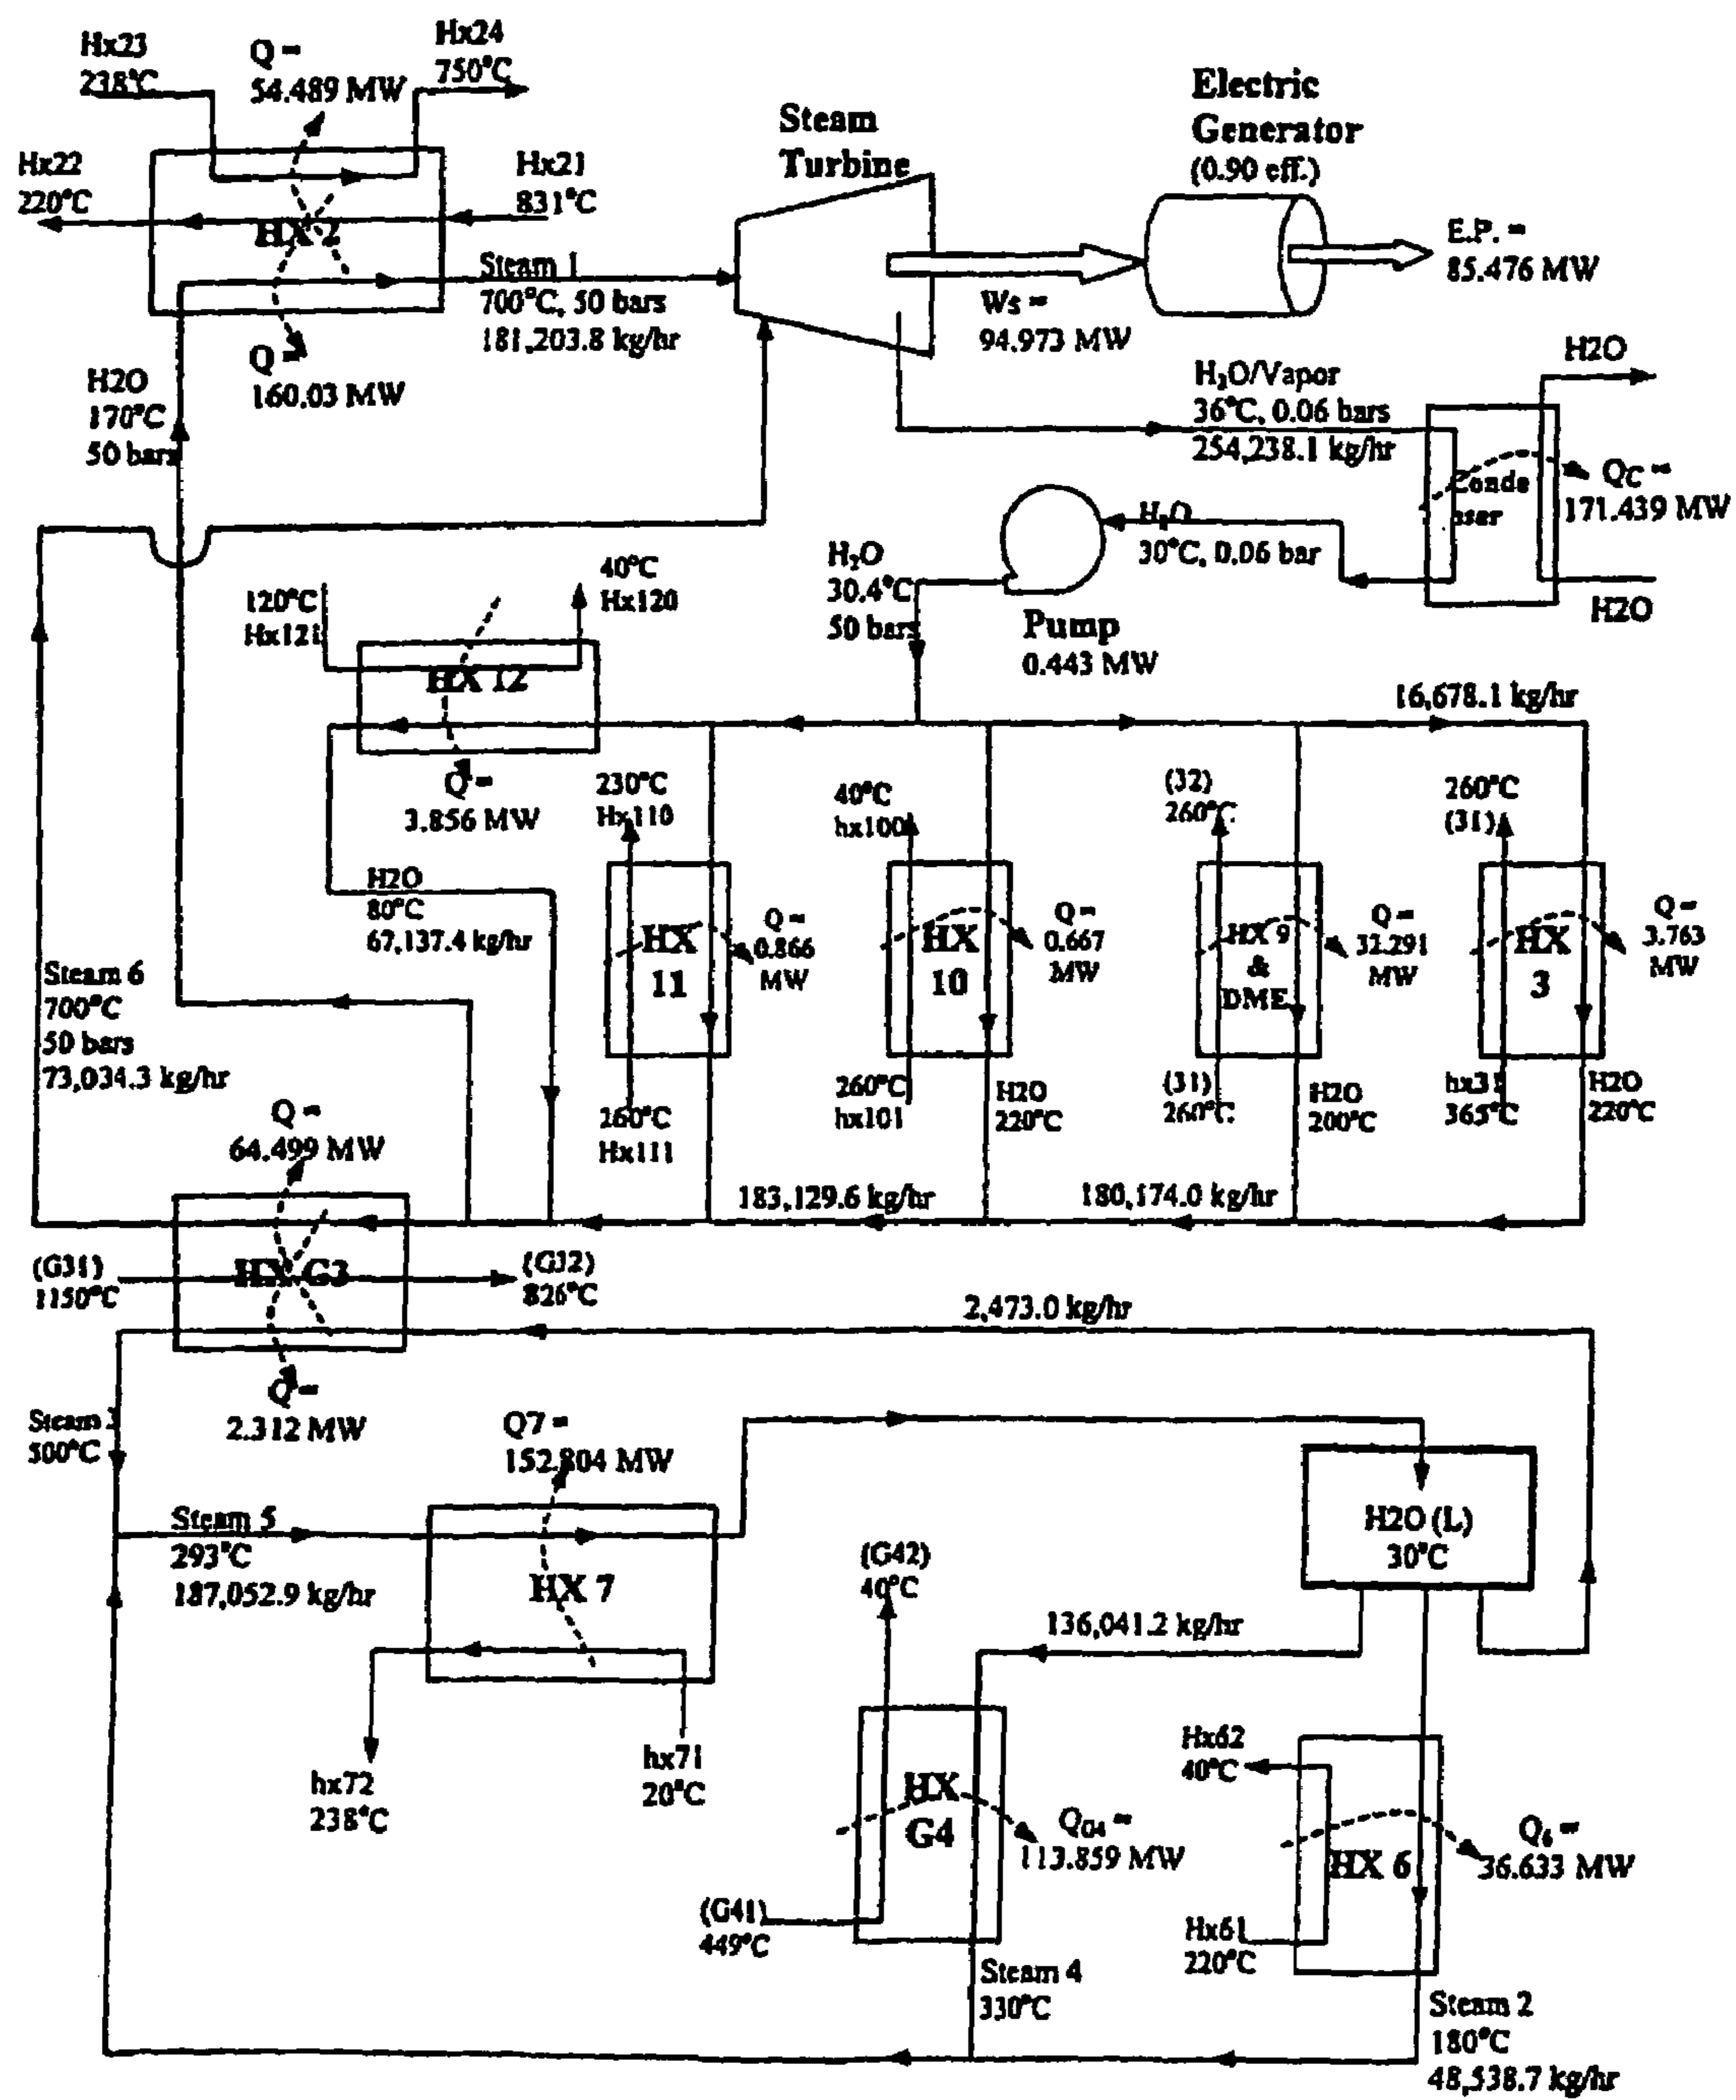 Hx23
238°C
Q =
54.489 MW
Hx24
750°C
Hx22
220°C
Hx21
831°C
HX 2
Steam 1
700°C, 50 bars
181,203.8 kg/hr
Q =
160.03 MW
H2O
170°C
50 bars
Steam
Turbine
Electric
Generator
(0.90 eff.)
E.P. =
85.476 MW
Ws =
94.973 MW
H2O
H₂O/Vapor
36°C, 0.06 bars
254,238.1 kg/hr
Conde
nser
QC =
171.439 MW
H2O
H₂O
30°C, 0.06 bar
H₂O
30.4°C
50 bars
Pump
0.443 MW
120°C
Hx121
40°C
Hx120
HX 12
Q =
3.856 MW
H2O
80°C
67,137.4 kg/hr
16,678.1 kg/hr
230°C
Hx110
HX
11
Q =
0.866
MW
260°C
Hx111
40°C
hx100
HX
10
Q =
0.667
MW
260°C
hx101
H2O
220°C
(32)
260°C
HX 9
&
DME
Q =
32.291
MW
(31)
260°C
H2O
200°C
260°C
(31)
HX
3
Q =
3.763
MW
hx31
365°C
H2O
220°C
Steam 6
700°C
50 bars
73,034.3 kg/hr
183,129.6 kg/hr
180,174.0 kg/hr
Q =
64.499 MW
(G31)
1150°C
HX G3
(G32)
826°C
2,473.0 kg/hr
Q =
2.312 MW
Steam 3
500°C
Q7 =
152.804 MW
Steam 5
293°C
187,052.9 kg/hr
HX 7
hx72
238°C
hx71
20°C
H2O (L)
30°C
136,041.2 kg/hr
(G42)
40°C
HX
G4
QG4 =
113.859 MW
(G41)
449°C
Steam 4
330°C
Hx62
40°C
HX 6
Q6 =
36.633 MW
Hx61
220°C
Steam 2
180°C
48,538.7 kg/hr